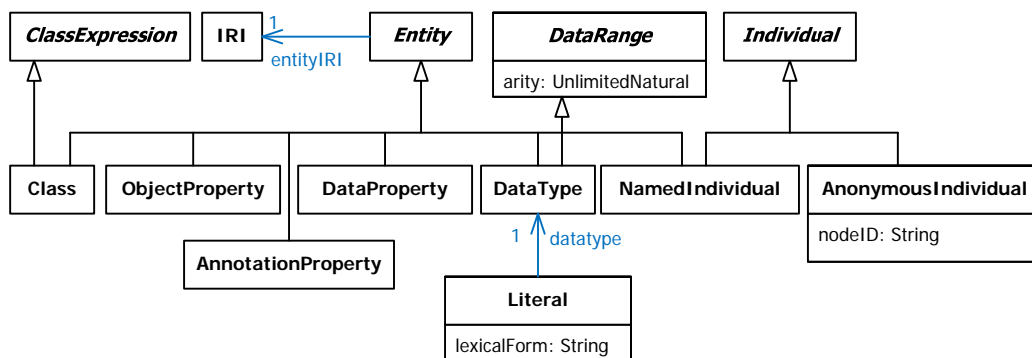 ClassExpression
IRI
1
entityIRI
Entity
DataRange
arity: UnlimitedNatural
Individual
Class
ObjectProperty
DataProperty
DataType
NamedIndividual
AnonymousIndividual
nodeID: String
AnnotationProperty
1
datatype
Literal
lexicalForm: String